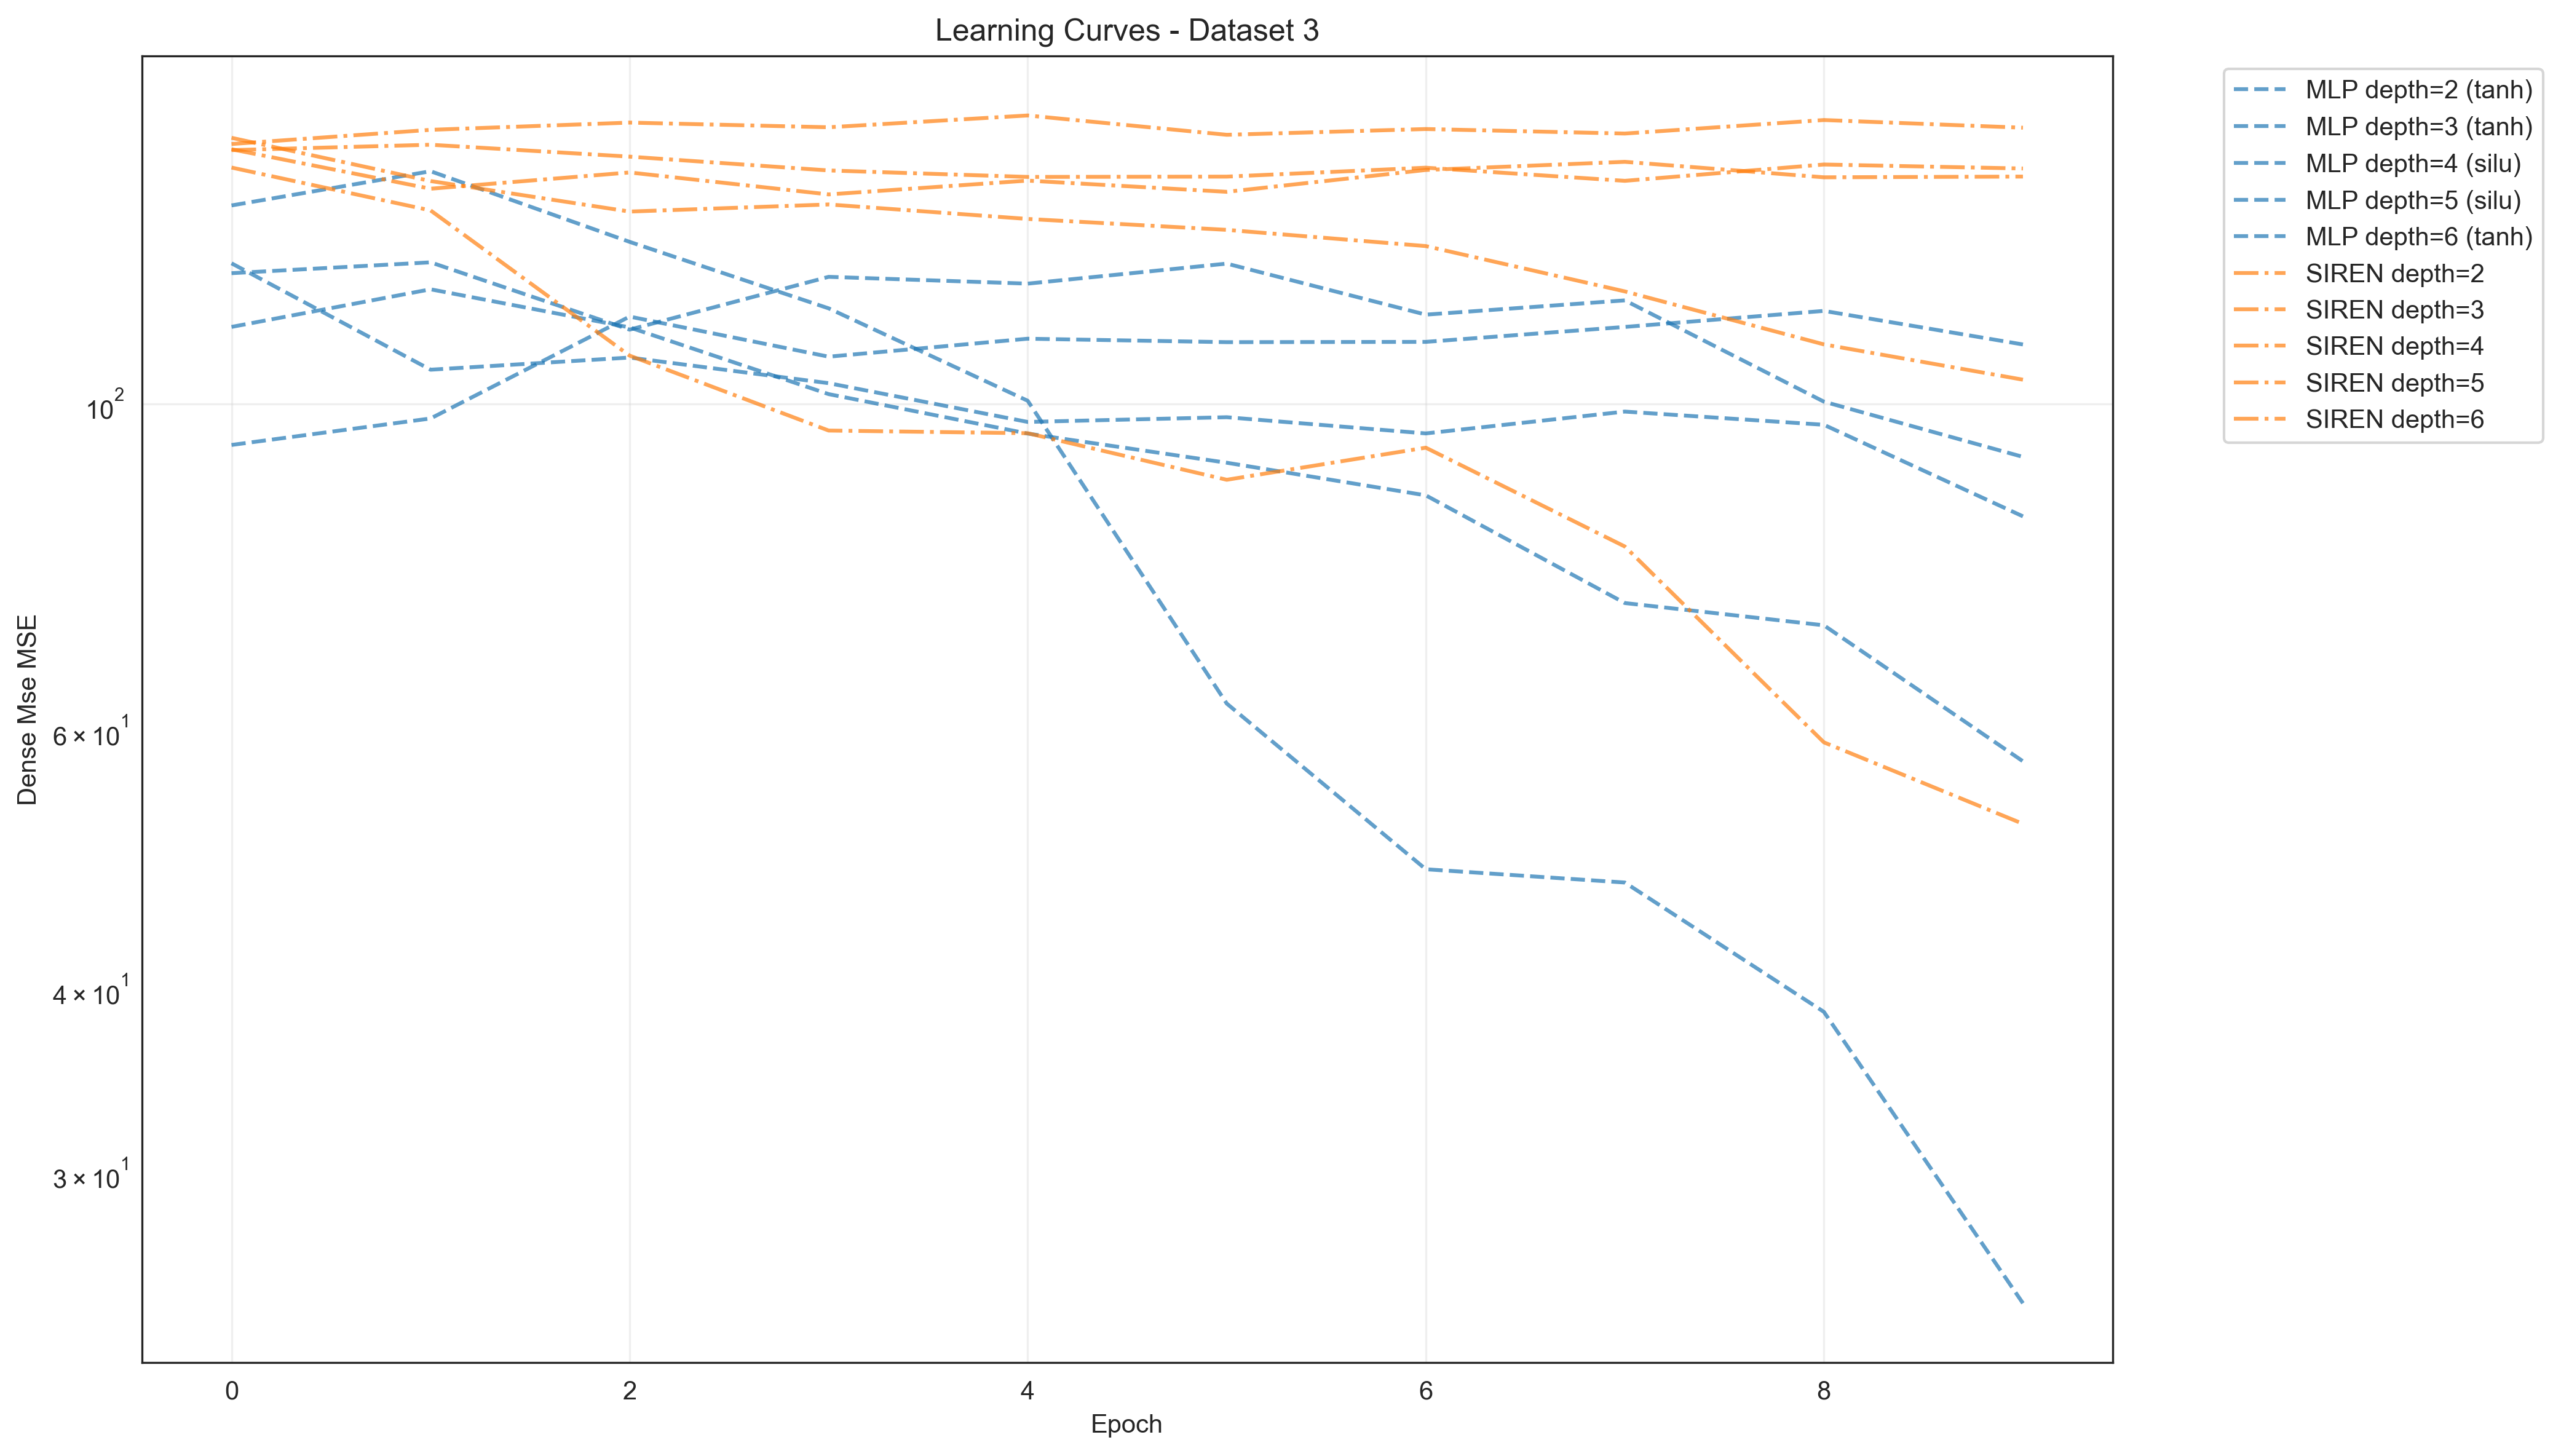 Learning Curves - Dataset 3
Dense Mse MSE
10²
6 × 10¹
4 × 10¹
3 × 10¹
0 2 4 6 8
Epoch
MLP depth=2 (tanh)
MLP depth=3 (tanh)
MLP depth=4 (silu)
MLP depth=5 (silu)
MLP depth=6 (tanh)
SIREN depth=2
SIREN depth=3
SIREN depth=4
SIREN depth=5
SIREN depth=6